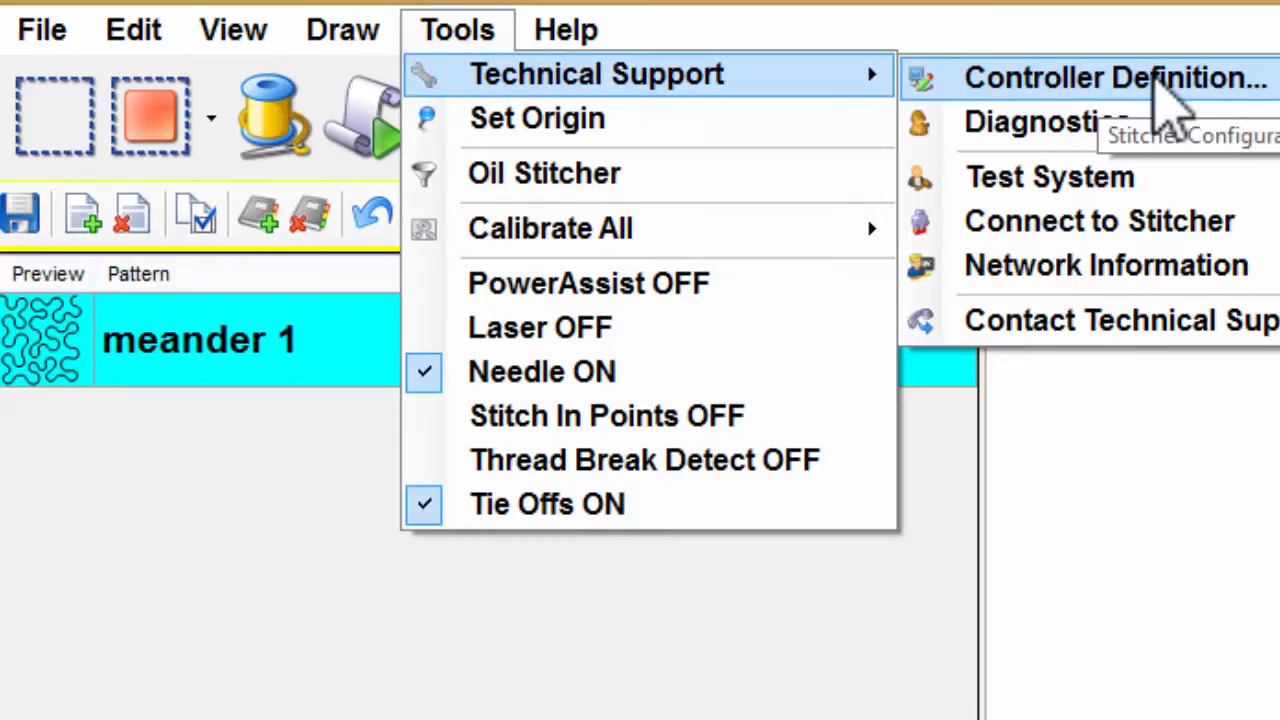 File Edit View Draw Tools Help
Technical Support
Controller Definition...
Set Origin
Oil Stitcher
Test System
Calibrate All
Connect to Stitcher
Network Information
Preview Pattern
PowerAssist OFF
Contact Technical
Laser OFF
meander 1
Needle ON
Stitch In Points OFF
Thread Break Detect OFF
Tie Offs ON